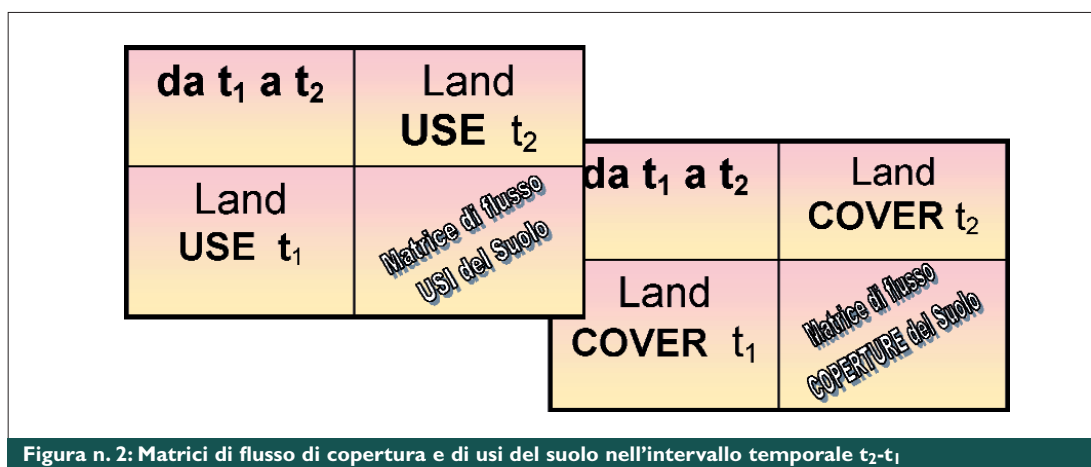 da t₁ a t₂
Land
USE t₂
Land
USE t₁
Matrice di flusso
USI del Suolo
da t₁ a t₂
Land
COVER t₂
Land
COVER t₁
Matrice di flusso
COPERTURE del Suolo
Figura n. 2: Matrici di flusso di copertura e di usi del suolo nell'intervallo temporale t₂-t₁